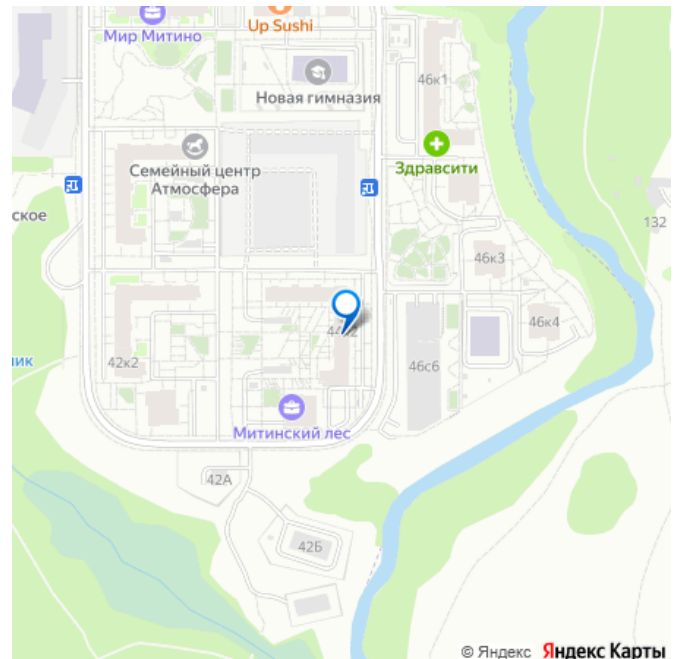 Up Sushi
Мир Митино
46к1
Новая гимназия
Здравсити
Семейный центр
Атмосфера
ское
132
46к3
46к4
42к2
46с6
ик
Митинский лес
42А
42Б
© Яндекс Яндекс Карты